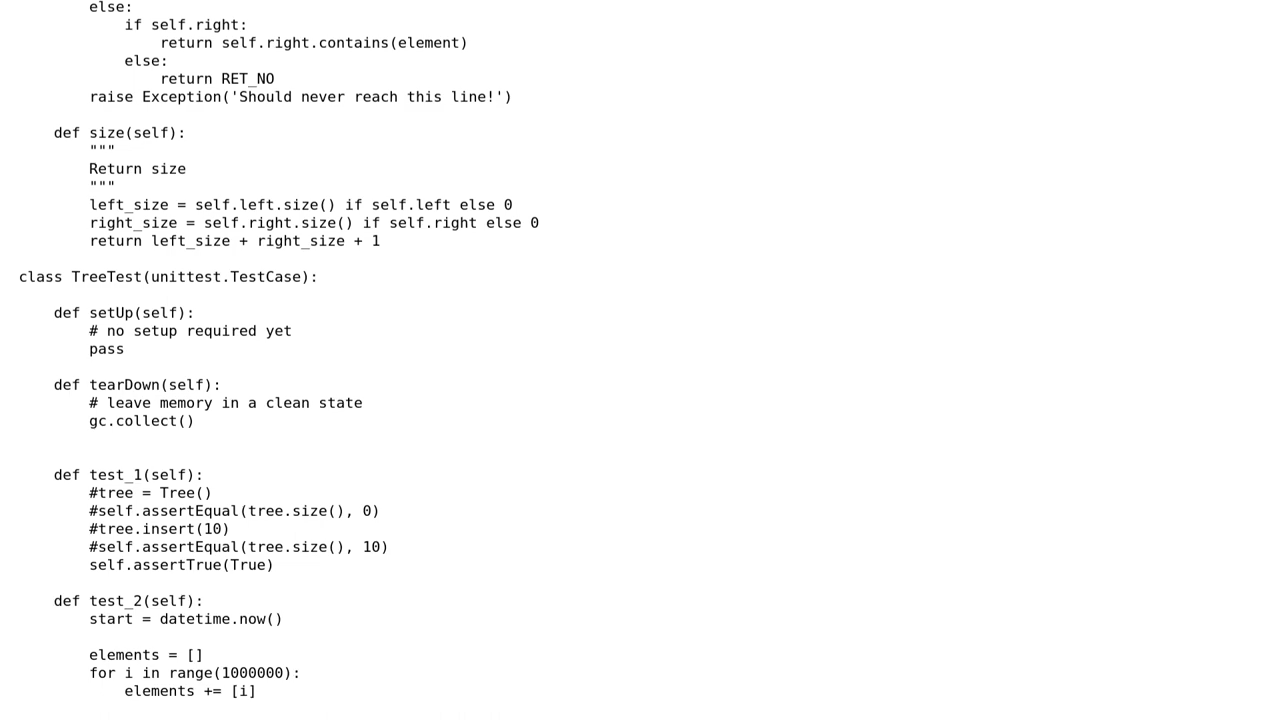 else:
            if self.right:
                return self.right.contains(element)
            else:
                return RET_NO
        raise Exception('Should never reach this line!')

    def size(self):
        """
        Return size
        """
        left_size = self.left.size() if self.left else 0
        right_size = self.right.size() if self.right else 0
        return left_size + right_size + 1

class TreeTest(unittest.TestCase):

    def setUp(self):
        # no setup required yet
        pass

    def tearDown(self):
        # leave memory in a clean state
        gc.collect()


    def test_1(self):
        #tree = Tree()
        #self.assertEqual(tree.size(), 0)
        #tree.insert(10)
        #self.assertEqual(tree.size(), 10)
        self.assertTrue(True)

    def test_2(self):
        start = datetime.now()

        elements = []
        for i in range(1000000):
            elements += [i]